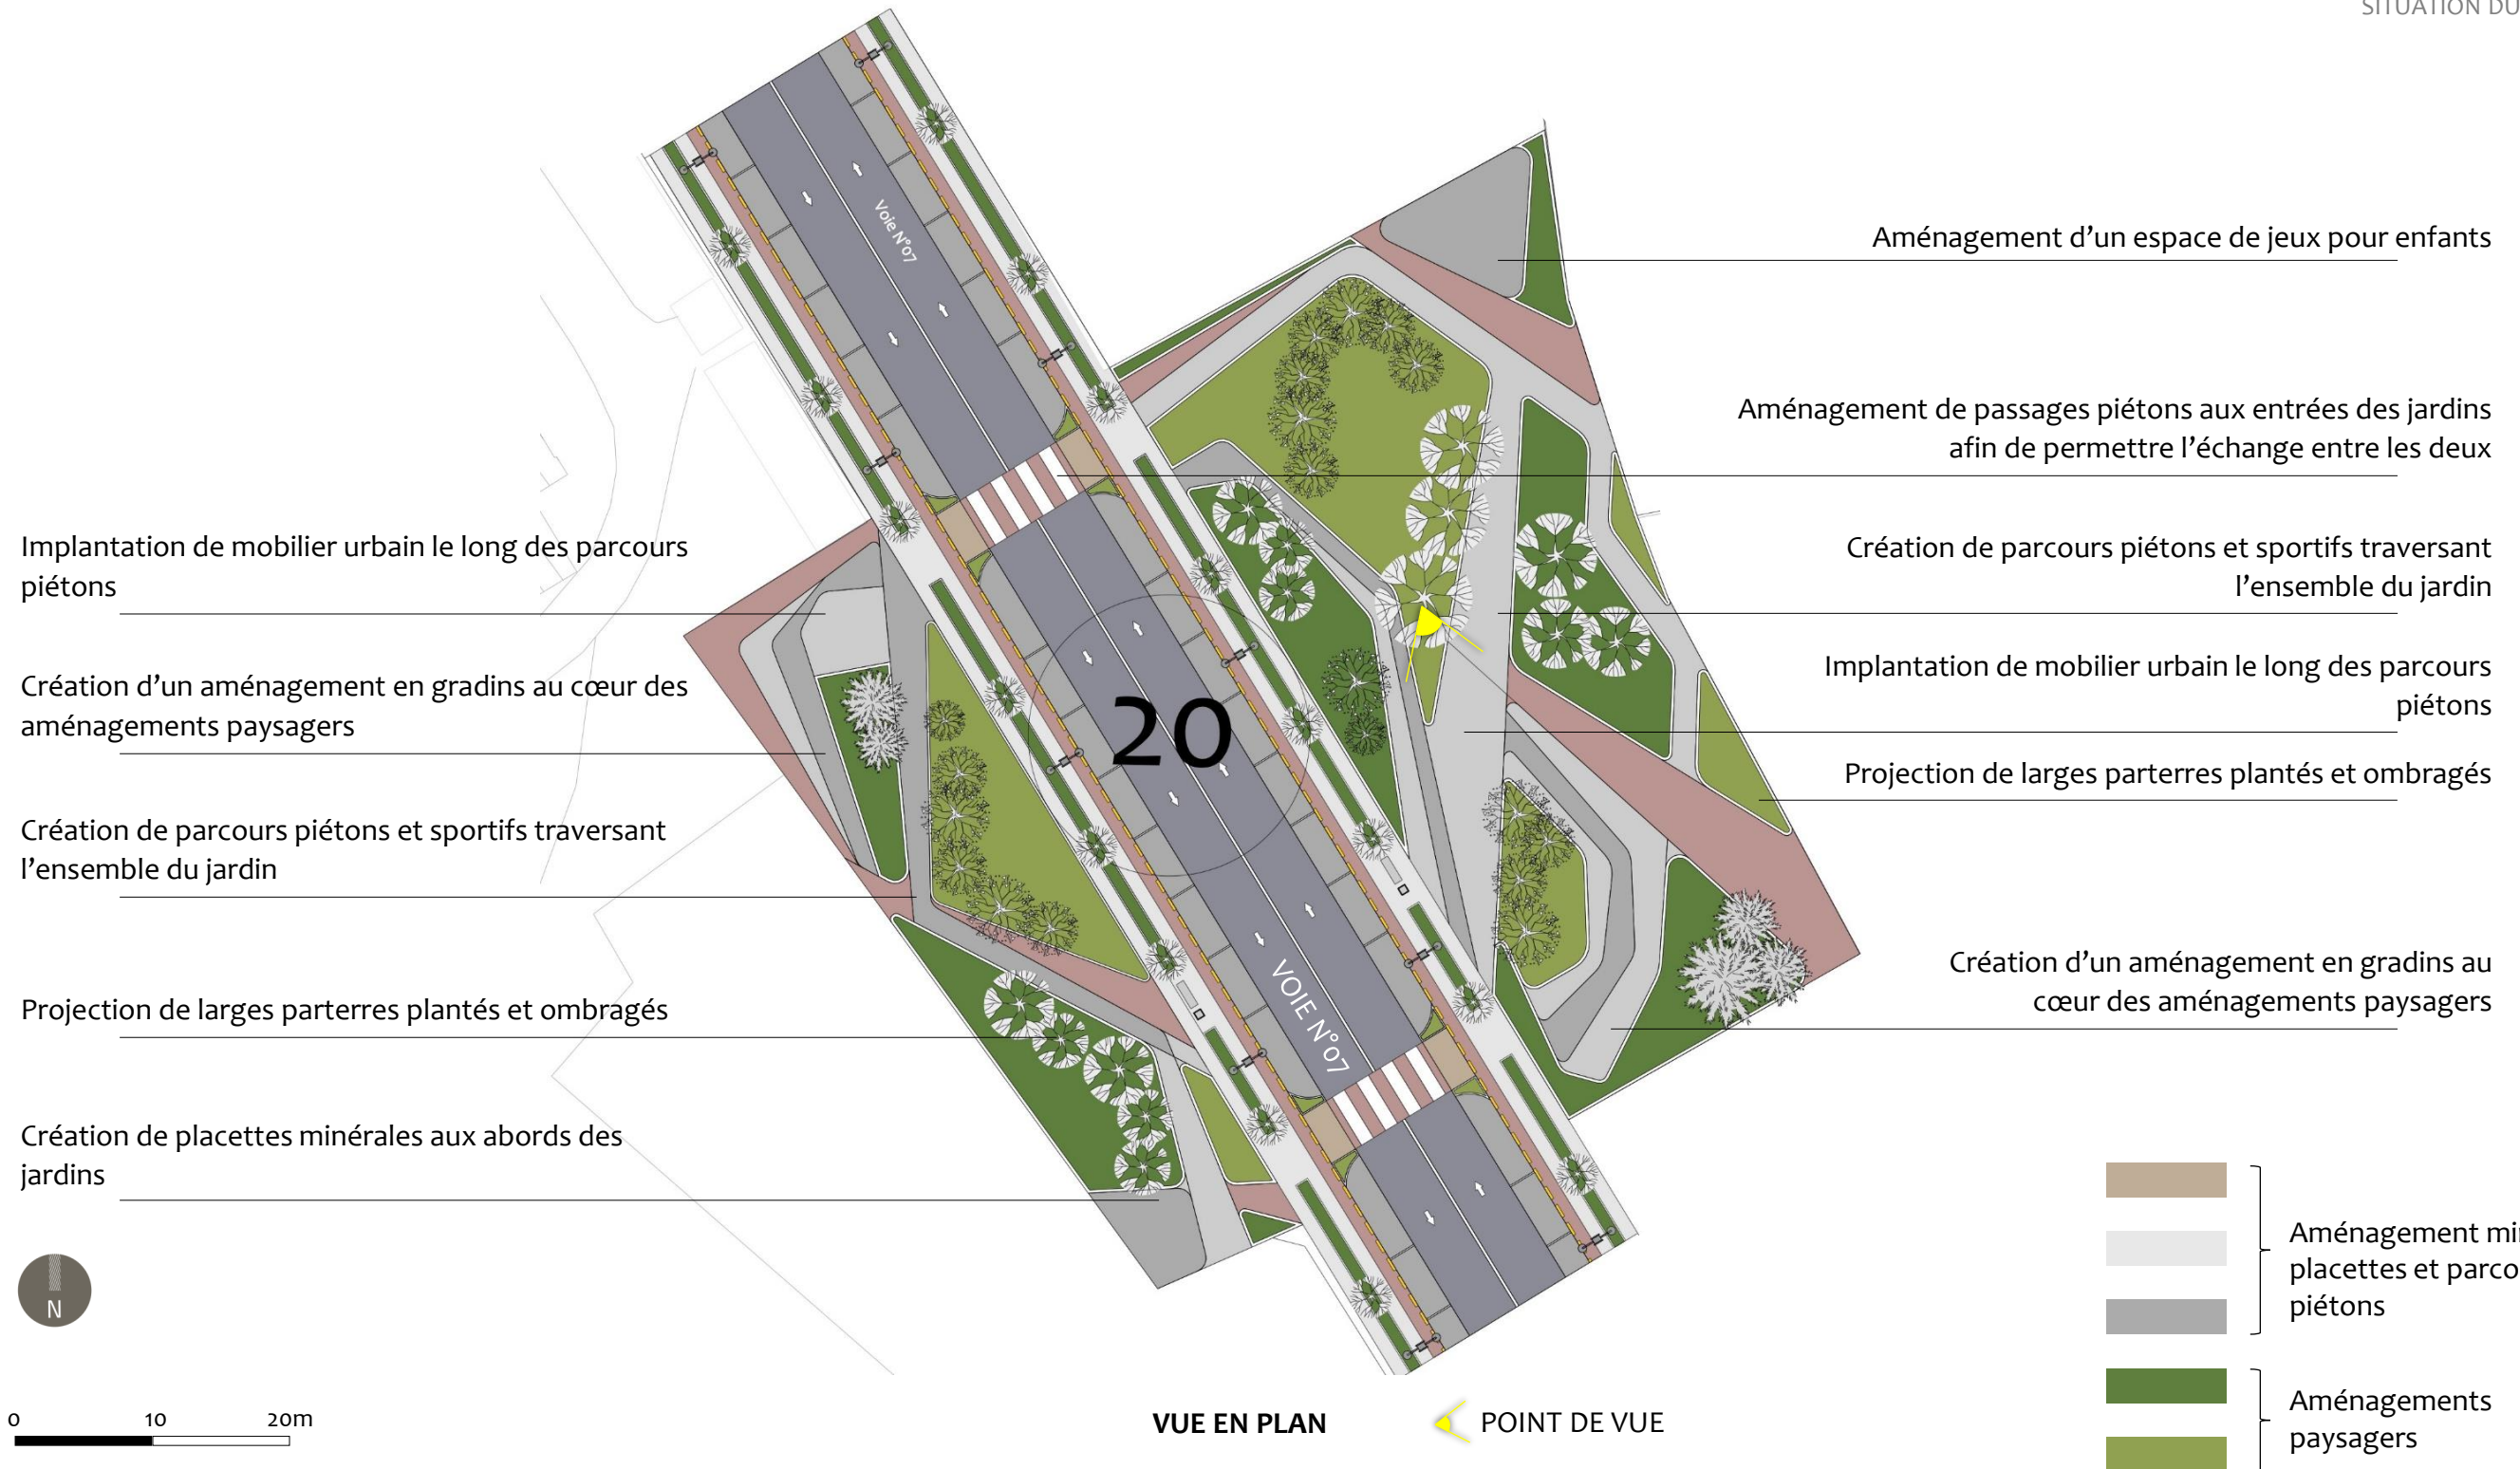 SITUATION DU
Voie N°07
Aménagement d’un espace de jeux pour enfants
Aménagement de passages piétons aux entrées des jardins
afin de permettre l’échange entre les deux
Création de parcours piétons et sportifs traversant
l’ensemble du jardin
Implantation de mobilier urbain le long des parcours
piétons
Projection de larges parterres plantés et ombragés
Création d’un aménagement en gradins au
cœur des aménagements paysagers
Implantation de mobilier urbain le long des parcours
piétons
Création d’un aménagement en gradins au cœur des
aménagements paysagers
Création de parcours piétons et sportifs traversant
l’ensemble du jardin
Projection de larges parterres plantés et ombragés
Création de placettes minérales aux abords des
jardins
20
VOIE N°07
N
0 10 20m
VUE EN PLAN
POINT DE VUE
Aménagement
placettes et
piétons
Aménagements
paysagers